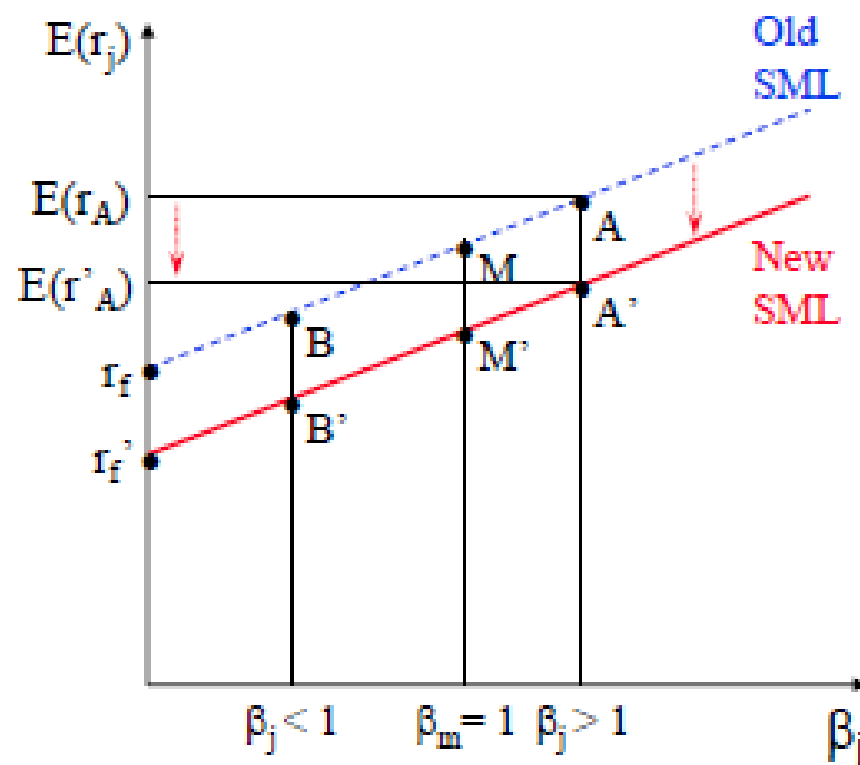 E(rj)
Old
SML
E(rA)
A
M
New
SML
E(r'A)
A'
B
M'
rf
B'
rf'
βj < 1
βm = 1
βj > 1
βj